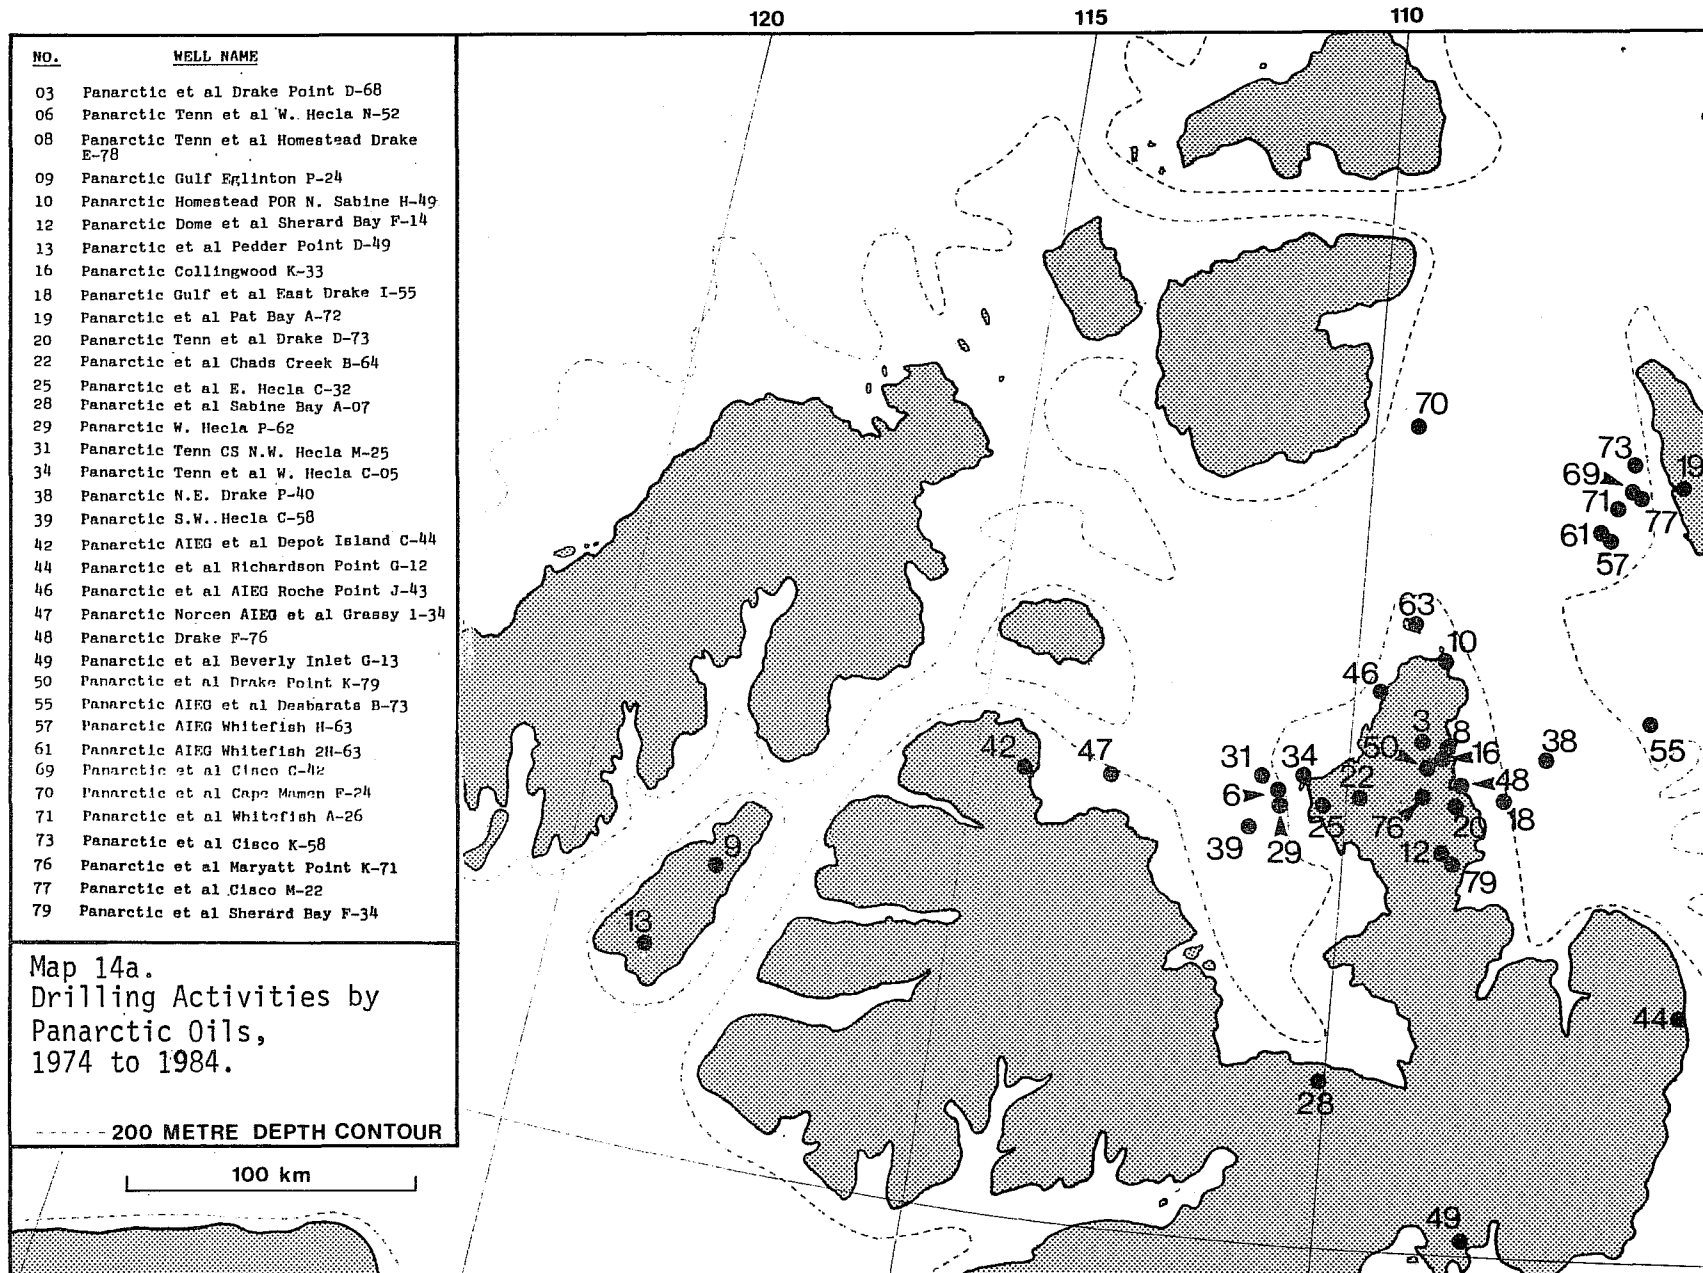 120 115 110
NO. WELL NAME
03 Panarctic et al Drake Point D-68
06 Panarctic Tenn et al W. Hecla N-52
08 Panarctic Tenn et al Homestead Drake
E-78
09 Panarctic Gulf Eglinton P-24
10 Panarctic Homestead POR N. Sabine H-49
12 Panarctic Dome et al Sherard Bay F-14
13 Panarctic et al Pedder Point D-49
16 Panarctic Collingwood K-33
18 Panarctic Gulf et al East Drake I-55
19 Panarctic et al Pat Bay A-72
20 Panarctic Tenn et al Drake D-73
22 Panarctic et al Chads Creek B-64
25 Panarctic et al E. Hecla C-32
28 Panarctic et al Sabine Bay A-07
29 Panarctic W. Hecla P-62
31 Panarctic Tenn CS N.W. Hecla M-25
34 Panarctic Tenn et al W. Hecla C-05
38 Panarctic N.E. Drake P-40
39 Panarctic S.W. Hecla C-58
42 Panarctic AIEG et al Depot Island C-44
44 Panarctic et al Richardson Point G-12
46 Panarctic et al AIEG Roche Point J-43
47 Panarctic Norcen AIEG et al Grassy 1-34
48 Panarctic Drake F-76
49 Panarctic et al Beverly Inlet G-13
50 Panarctic et al Drake Point K-79
55 Panarctic AIEG et al Desbarats B-73
57 Panarctic AIEG Whitefish H-63
61 Panarctic AIEG Whitefish 2H-63
69 Panarctic et al Cisco C-42
70 Panarctic et al Cape Mamen F-24
71 Panarctic et al Whitefish A-26
73 Panarctic et al Cisco K-58
76 Panarctic et al Maryatt Point K-71
77 Panarctic et al Cisco M-22
79 Panarctic et al Sherard Bay F-34
Map 14a.
Drilling Activities by
Panarctic Oils,
1974 to 1984.
200 METRE DEPTH CONTOUR
100 km
70
73
69
19
71
77
61
57
63
10
46
3
8
50
16
42
47
31
34
38
55
6
22
48
76
20
18
39
29
25
12
79
9
13
44
28
49